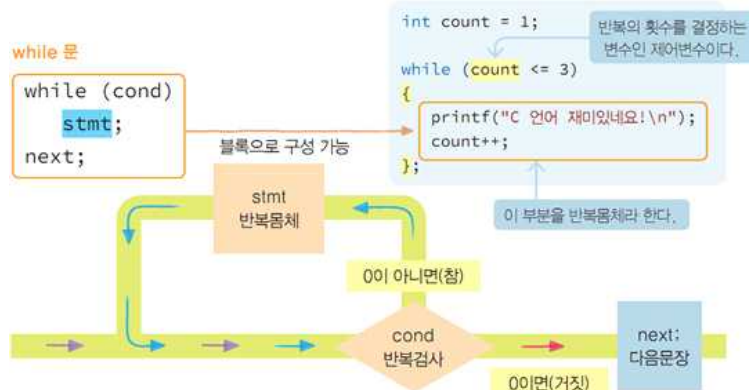 while 문
while (cond)
stmt;
next;
int count = 1;
while (count <= 3)
{
printf("C 언어 재미있네요!\n");
count++;
};
반복의 횟수를 결정하는
변수인 제어변수이다.
블록으로 구성 가능
이 부분을 반복몸체라 한다.
stmt
반복몸체
0이 아니면(참)
cond
반복검사
0이면(거짓)
next;
다음문장